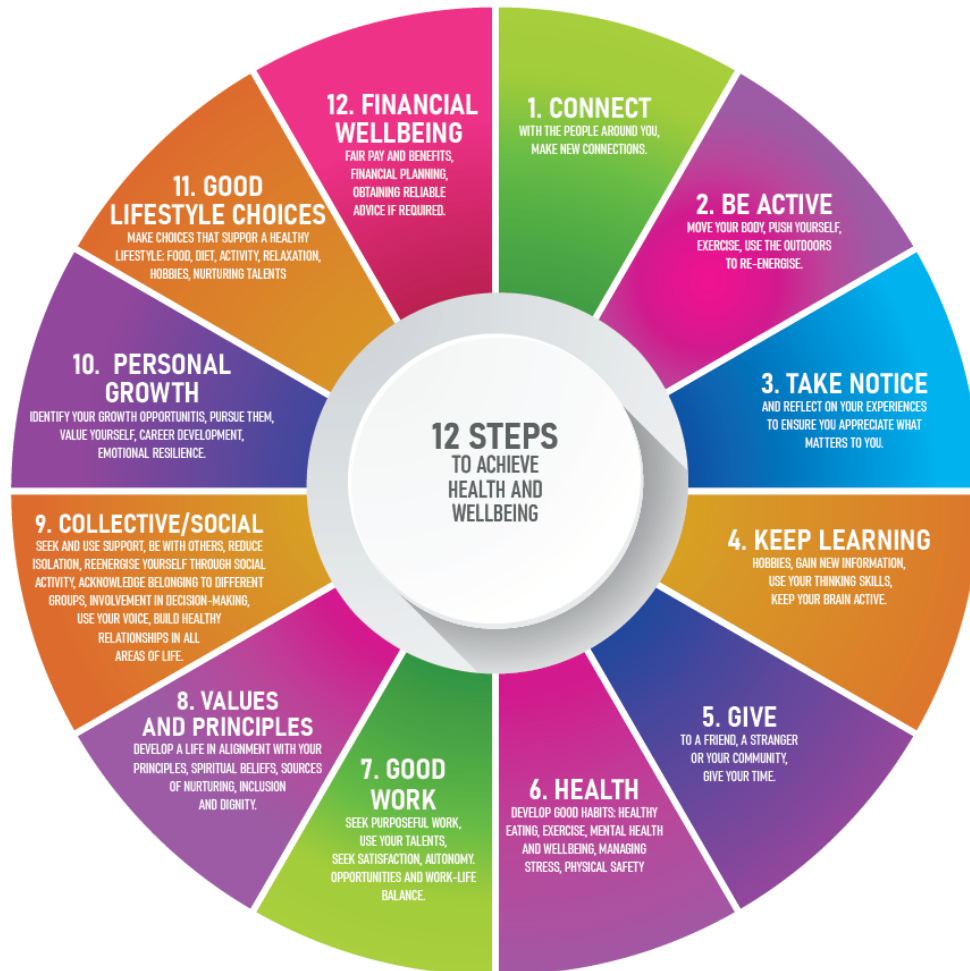 12 STEPS
TO ACHIEVE
HEALTH AND
WELLBEING
1. CONNECT
WITH THE PEOPLE AROUND YOU,
MAKE NEW CONNECTIONS.
2. BE ACTIVE
MOVE YOUR BODY, PUSH YOURSELF,
EXERCISE, USE THE OUTDOORS
TO RE-ENERGISE.
3. TAKE NOTICE
AND REFLECT ON YOUR EXPERIENCES
TO ENSURE YOU APPRECIATE WHAT
MATTERS TO YOU.
4. KEEP LEARNING
HOBBIES, GAIN NEW INFORMATION,
USE YOUR THINKING SKILLS,
KEEP YOUR BRAIN ACTIVE.
5. GIVE
TO A FRIEND, A STRANGER
OR YOUR COMMUNITY,
GIVE YOUR TIME.
6. HEALTH
DEVELOP GOOD HABITS: HEALTHY
EATING, EXERCISE, MENTAL HEALTH
AND WELLBEING, MANAGING
STRESS, PHYSICAL SAFETY
7. GOOD
WORK
SEEK PURPOSEFUL WORK,
USE YOUR TALENTS,
SEEK SATISFACTION, AUTONOMY.
OPPORTUNITIES AND WORK-LIFE
BALANCE.
8. VALUES
AND PRINCIPLES
DEVELOP A LIFE IN ALIGNMENT WITH YOUR
PRINCIPLES, SPIRITUAL BELIEFS, SOURCES
OF NURTURING, INCLUSION
AND DIGNITY.
9. COLLECTIVE/SOCIAL
SEEK AND USE SUPPORT, BE WITH OTHERS, REDUCE
ISOLATION, REENERGISE YOURSELF THROUGH SOCIAL
ACTIVITY, ACKNOWLEDGE BELONGING TO DIFFERENT
GROUPS, INVOLVEMENT IN DECISION-MAKING,
USE YOUR VOICE, BUILD HEALTHY
RELATIONSHIPS IN ALL
AREAS OF LIFE.
10. PERSONAL
GROWTH
IDENTIFY YOUR GROWTH OPPORTUNITIS, PURSUE THEM,
VALUE YOURSELF, CAREER DEVELOPMENT,
EMOTIONAL RESILIENCE.
11. GOOD
LIFESTYLE CHOICES
MAKE CHOICES THAT SUPPOR A HEALTHY
LIFESTYLE: FOOD, DIET, ACTIVITY, RELAXATION,
HOBBIES, NURTURING TALENTS
12. FINANCIAL
WELLBEING
FAIR PAY AND BENEFITS,
FINANCIAL PLANNING,
OBTAINING RELIABLE
ADVICE IF REQUIRED.